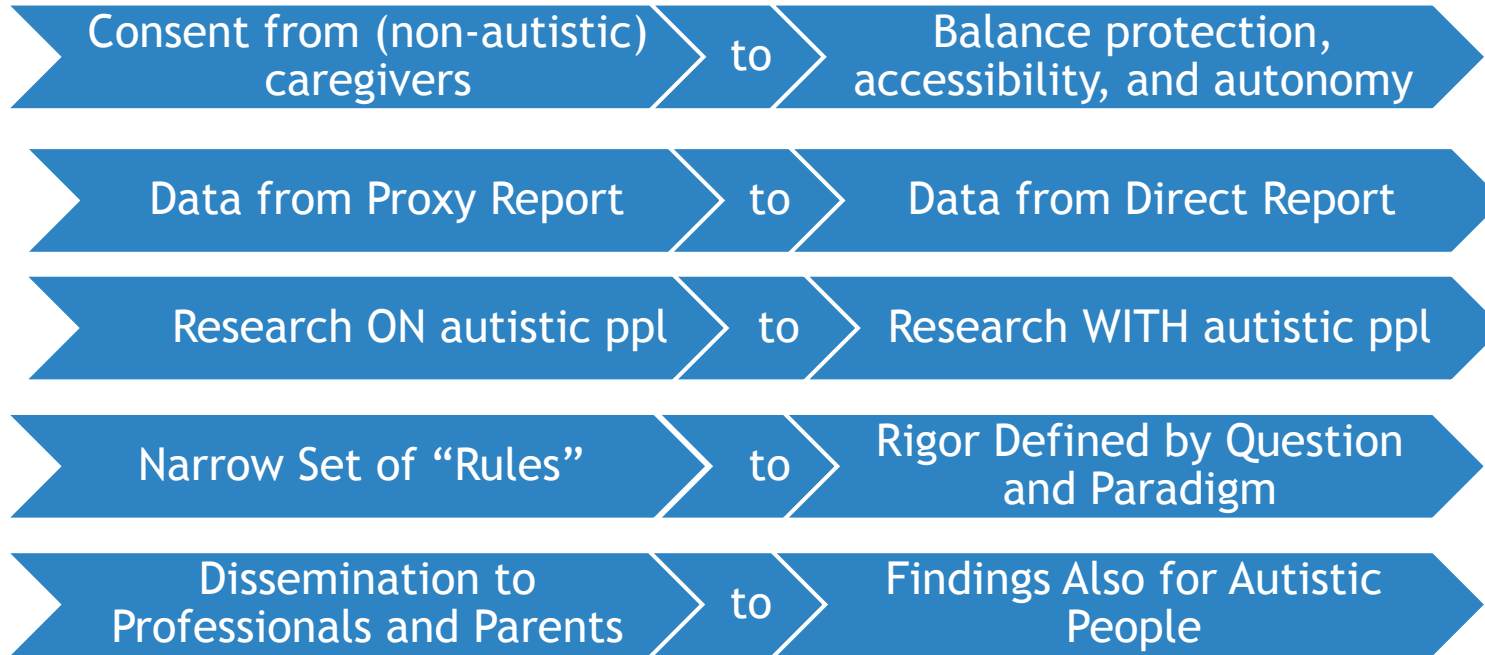 Consent from (non-autistic)
caregivers
to
Balance protection,
accessibility, and autonomy
Data from Proxy Report
to
Data from Direct Report
Research ON autistic ppl
to
Research WITH autistic ppl
Narrow Set of “Rules”
to
Rigor Defined by Question
and Paradigm
Dissemination to
Professionals and Parents
to
Findings Also for Autistic
People